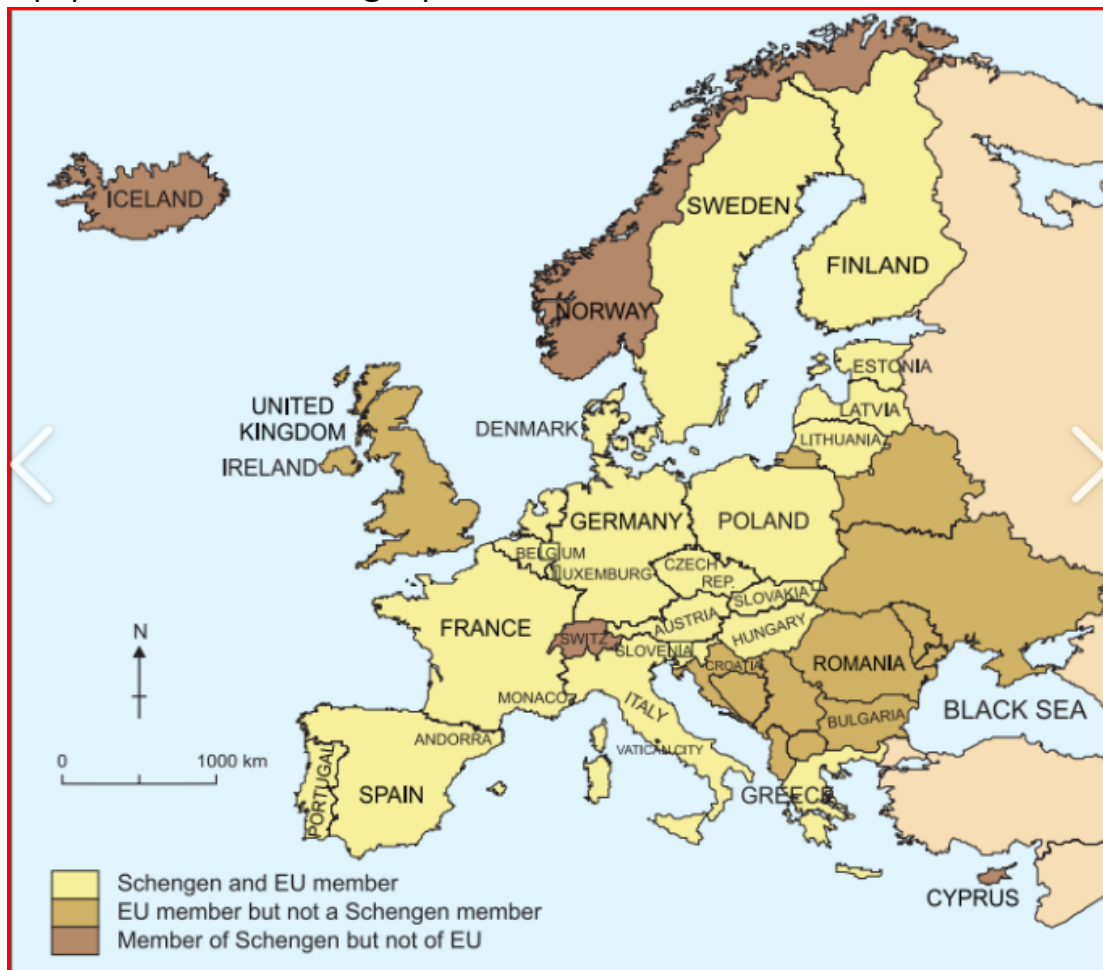 ICELAND
SWEDEN
FINLAND
NORWAY
ESTONIA
LATVIA
LITHUANIA
UNITED
KINGDOM
DENMARK
IRELAND
GERMANY
POLAND
BELGIUM
LUXEMBURG
CZECH
REP.
SLOVAKIA
AUSTRIA
HUNGARY
FRANCE
SWITZ
SLOVENIA
CROATIA
ROMANIA
N
MONACO
ITALY
BULGARIA
BLACK SEA
ANDORRA
VATICAN CITY
0
1000 km
PORTUGAL
SPAIN
GREECE
CYPRUS
Schengen and EU member
EU member but not a Schengen member
Member of Schengen but not of EU